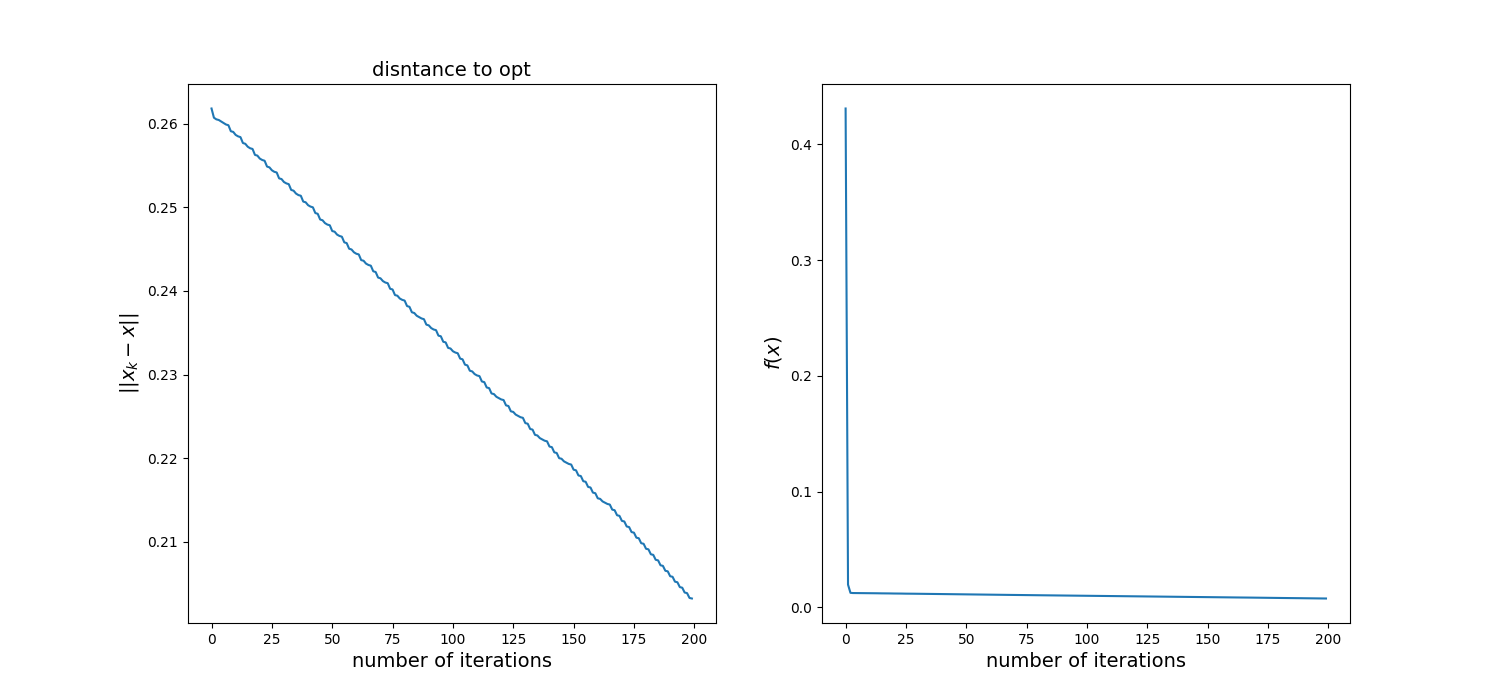 disntance to opt
0.26
0.25
0.24
0.23
0.22
0.21
||x_k − x||
0 25 50 75 100 125 150 175 200
number of iterations
0.4
0.3
0.2
0.1
0.0
f(x)
0 25 50 75 100 125 150 175 200
number of iterations